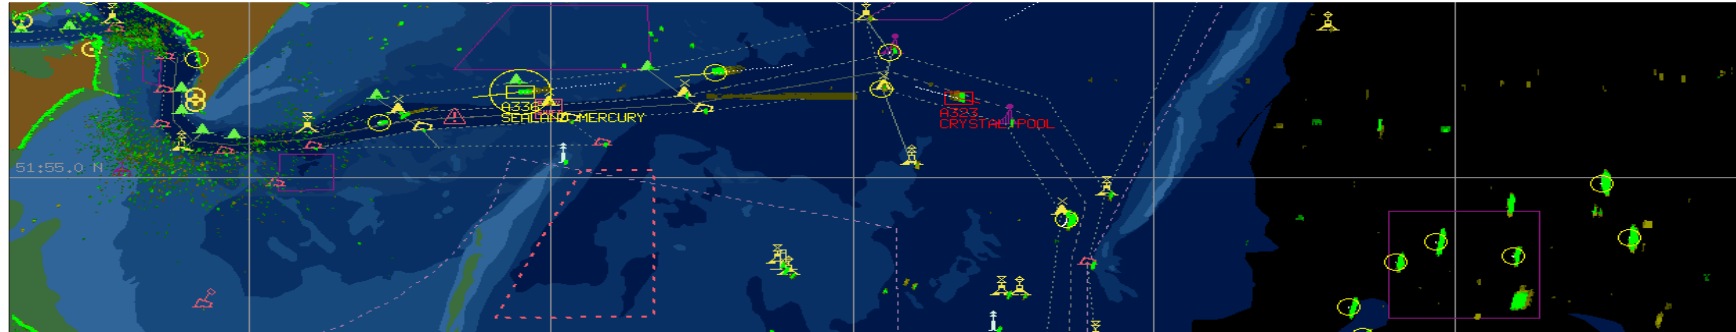 A336
SEALAND MERCURY
A323
CRYSTAL POOL
51:55.0 N